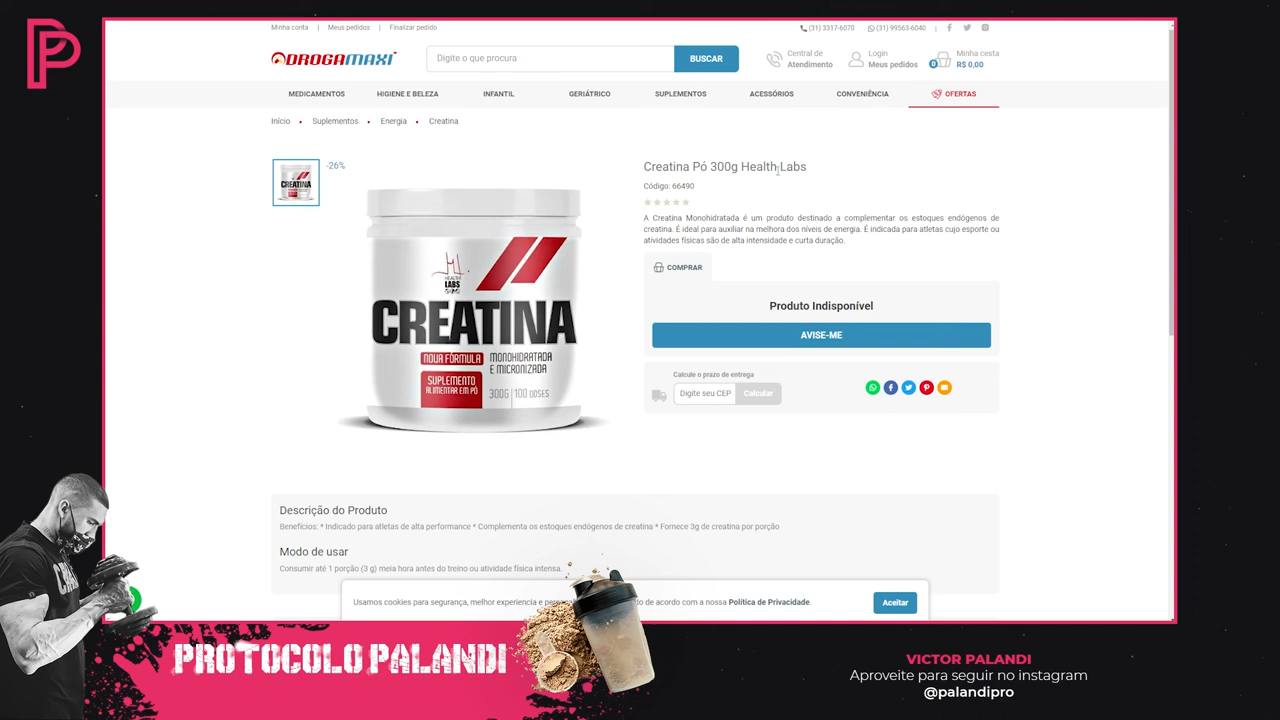 Minha conta | Meus pedidos | Finalizar pedido
(31) 3317-6070 (31) 99563-6040 |
DROGAMAXI
Digite o que procura
BUSCAR
Central de
Atendimento
Login
Meus pedidos
0
Minha cesta
R$ 0,00
MEDICAMENTOS HIGIENE E BELEZA INFANTIL GERIÁTRICO SUPLEMENTOS ACESSÓRIOS CONVENIÊNCIA OFERTAS
Início • Suplementos • Energia • Creatina
CREATINA
-26%
HEALTH
LABS
CREATINA
NOVA FÓRMULA
MONOHIDRATADA
E MICRONIZADA
SUPLEMENTO
ALIMENTAR EM PÓ
300G | 100 DOSES
Creatina Pó 300g Health Labs
Código: 66490
A Creatina Monohidratada é um produto destinado a complementar os estoques endógenos de
creatina. É ideal para auxiliar na melhora dos níveis de energia. É indicada para atletas cujo esporte ou
atividades físicas são de alta intensidade e curta duração.
COMPRAR
Produto Indisponível
AVISE-ME
Calcule o prazo de entrega
Digite seu CEP
Calcular
Descrição do Produto
Benefícios: * Indicado para atletas de alta performance * Complementa os estoques endógenos de creatina * Fornece 3g de creatina por porção
Modo de usar
Consumir até 1 porção (3 g) meia hora antes do treino ou atividade física intensa.
Usamos cookies para segurança, melhor experiencia e do de acordo com a nossa Política de Privacidade.
Aceitar
PROTOCOLO PALANDI
VICTOR PALANDI
Aproveite para seguir no instagram
@palandipro